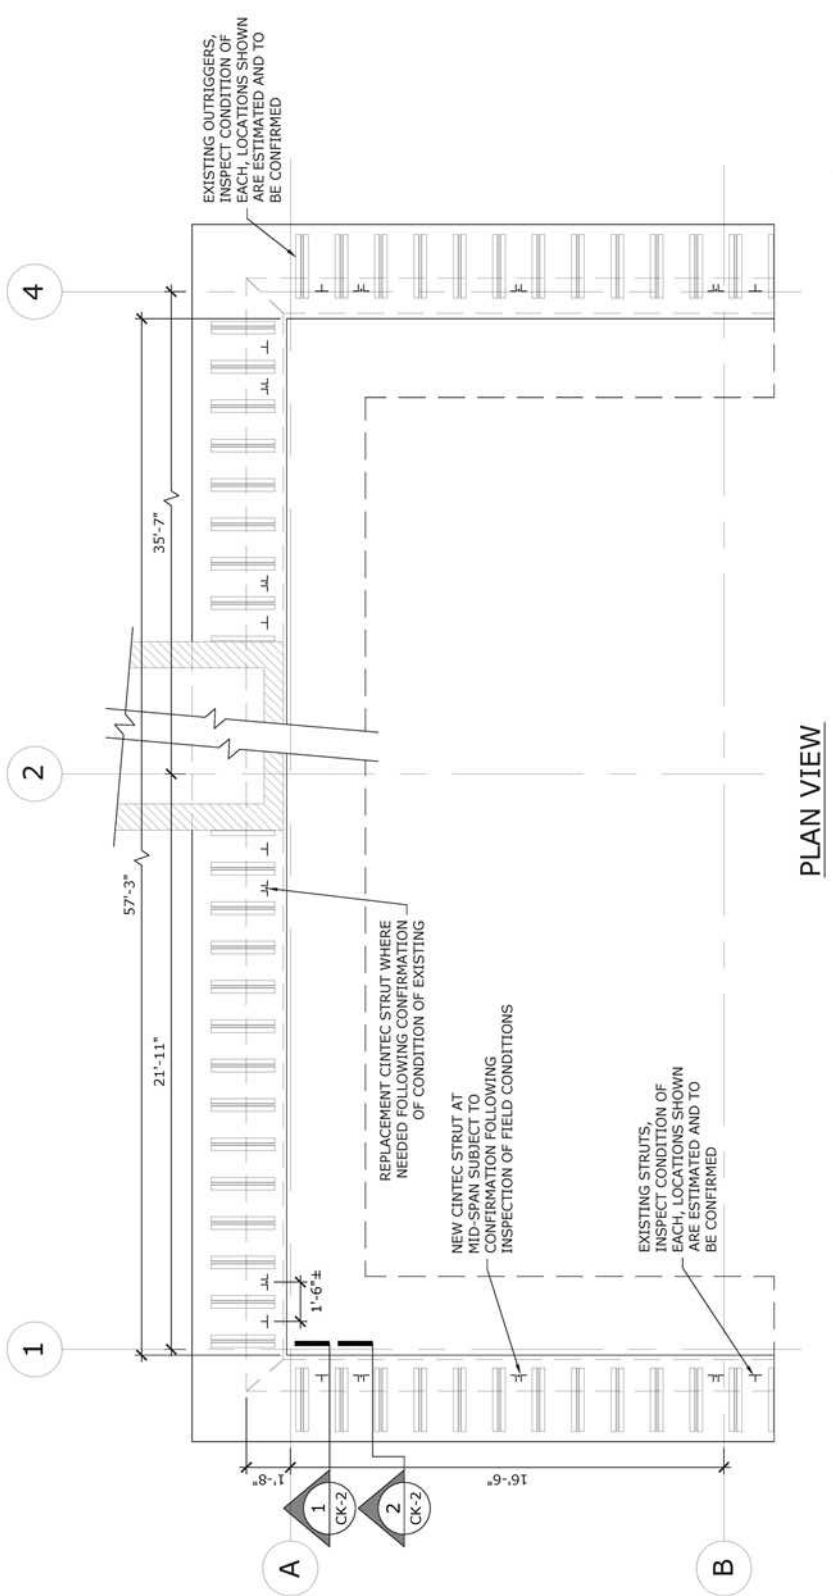 1
2
4
57'-3"
21'-11"
35'-7"
EXISTING OUTRIGGERS,
INSPECT CONDITION OF
EACH, LOCATIONS SHOWN
ARE ESTIMATED AND TO
BE CONFIRMED
1'-8"
A
1
CK-2
2
CK-2
1'-6"±
REPLACEMENT CINTEC STRUT WHERE
NEEDED FOLLOWING CONFIRMATION
OF CONDITION OF EXISTING
NEW CINTEC STRUT AT
MID-SPAN SUBJECT TO
CONFIRMATION FOLLOWING
INSPECTION OF FIELD CONDITIONS
16'-6"
EXISTING STRUTS,
INSPECT CONDITION OF
EACH, LOCATIONS SHOWN
ARE ESTIMATED AND TO
BE CONFIRMED
B
PLAN VIEW